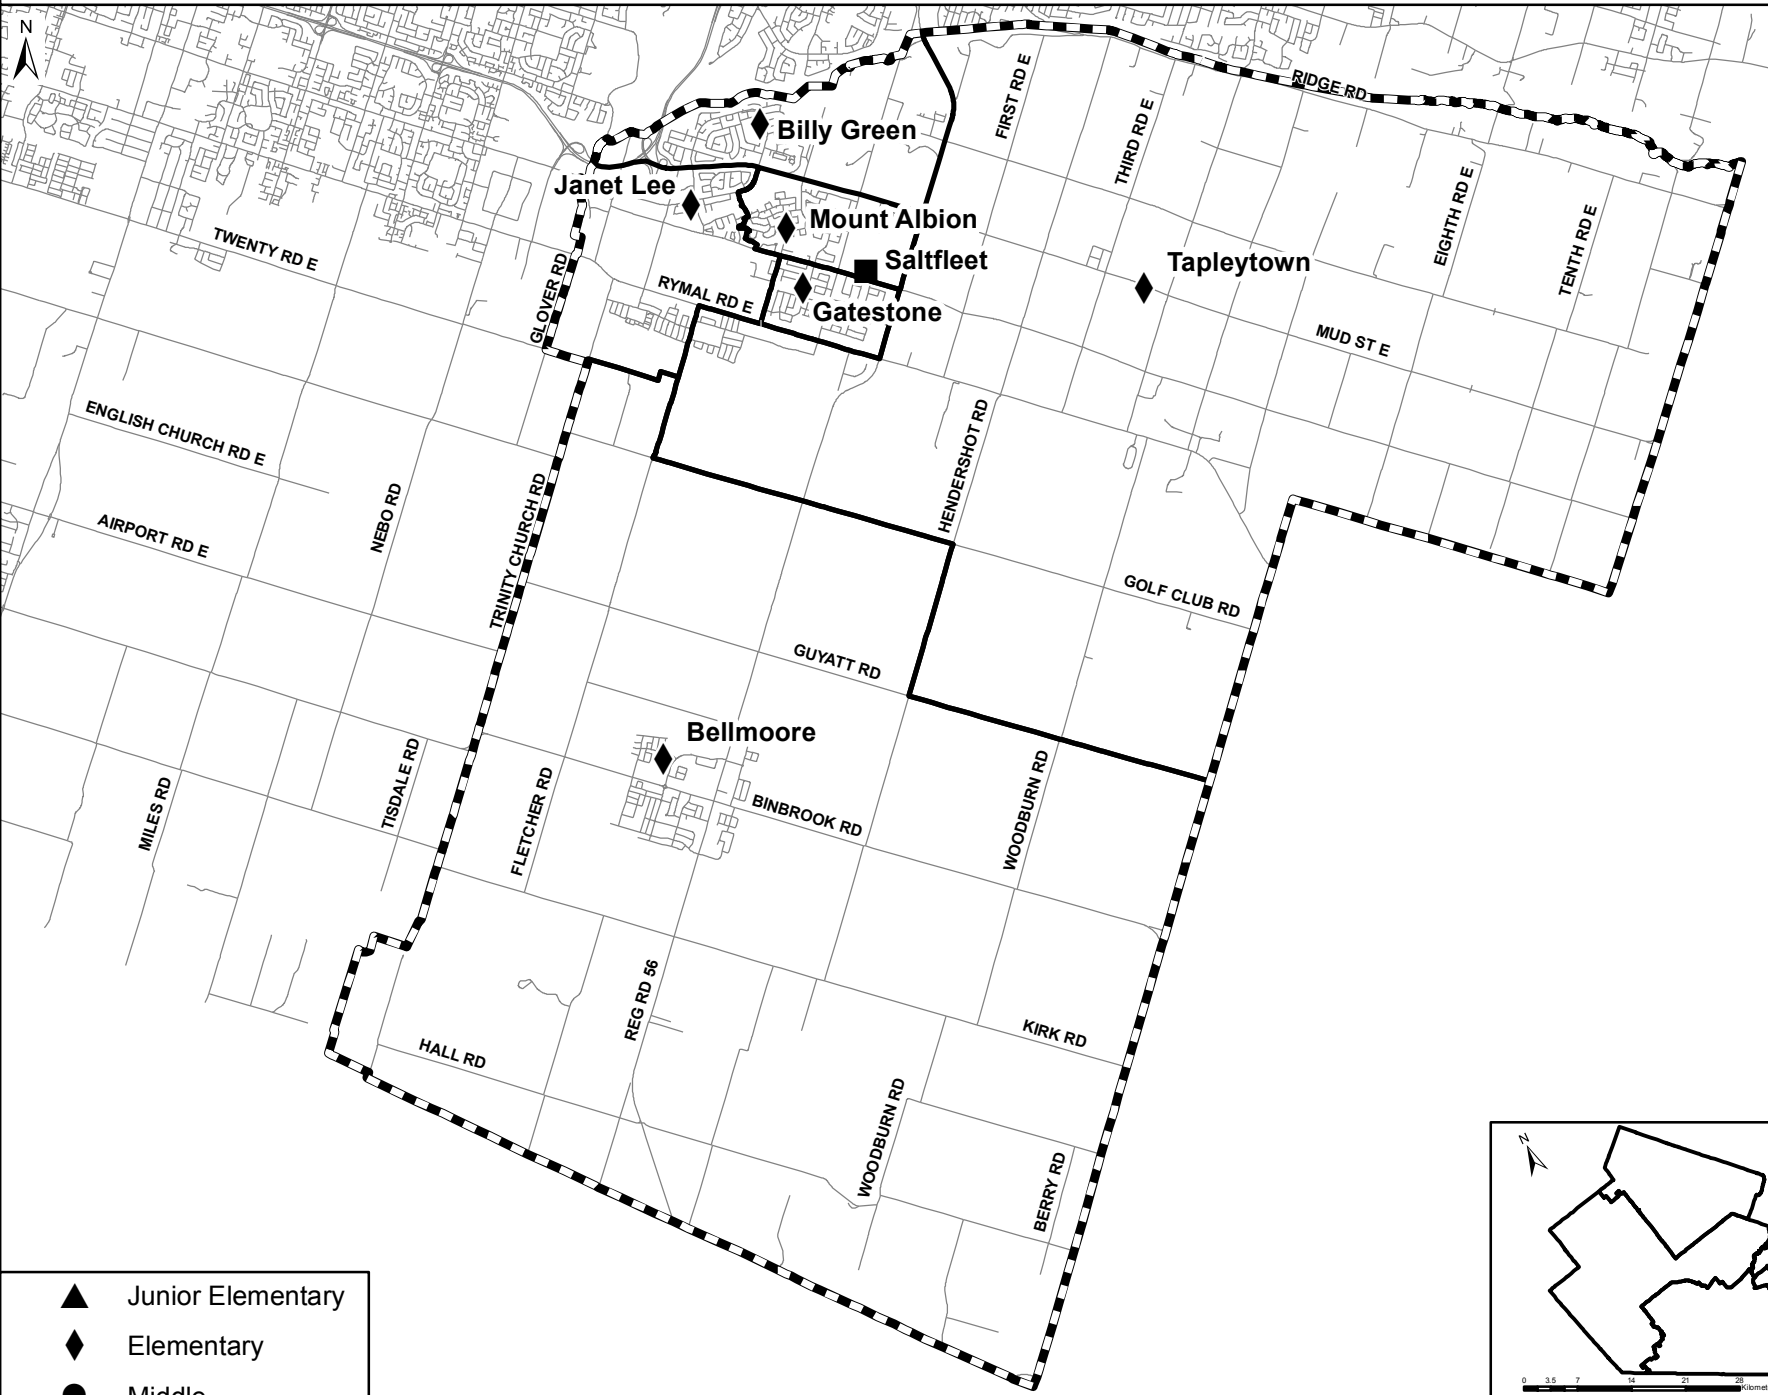 N
RIDGE RD
FIRST RD E
THIRD RD E
Billy Green
Janet Lee
Mount Albion
EIGHTH RD E
TENTH RD E
TWENTY RD E
Saltfleet
Tapleytown
GLOVER RD
RYMAL RD E
Gatestone
MUD ST E
ENGLISH CHURCH RD E
HENDERSHOT RD
NEBO RD
AIRPORT RD E
TRINITY CHURCH RD
GOLF CLUB RD
GUYATT RD
Bellmoore
TISDALE RD
MILES RD
FLETCHER RD
BINBROOK RD
WOODBURN RD
REG RD 56
KIRK RD
HALL RD
WOODBURN RD
BERRY RD
N
Junior Elementary
Elementary
Middle
0 3.5 7 14 21 28
Kilomet